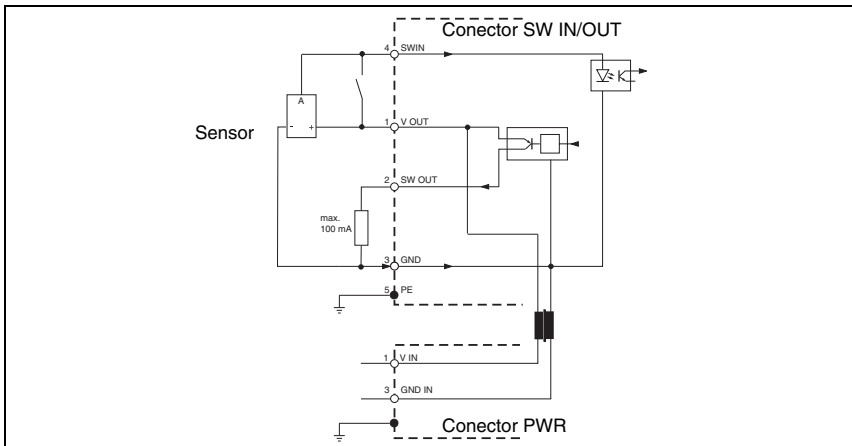 Conector SW IN/OUT
4 SWIN
A
- +
Sensor
1 V OUT
2 SW OUT
max.
100 mA
3 GND
5 PE
1 V IN
3 GND IN
Conector PWR